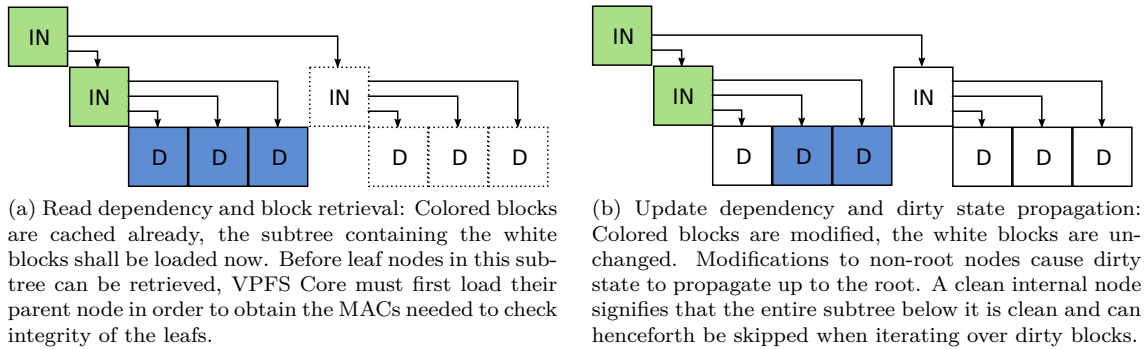 IN
IN
IN
D D D
D D D
(a) Read dependency and block retrieval: Colored blocks
are cached already, the subtree containing the white
blocks shall be loaded now. Before leaf nodes in this sub-
tree can be retrieved, VPFS Core must first load their
parent node in order to obtain the MACs needed to check
integrity of the leafs.
IN
IN
IN
D D D
D D D
(b) Update dependency and dirty state propagation:
Colored blocks are modified, the white blocks are un-
changed. Modifications to non-root nodes cause dirty
state to propagate up to the root. A clean internal node
signifies that the entire subtree below it is clean and can
henceforth be skipped when iterating over dirty blocks.